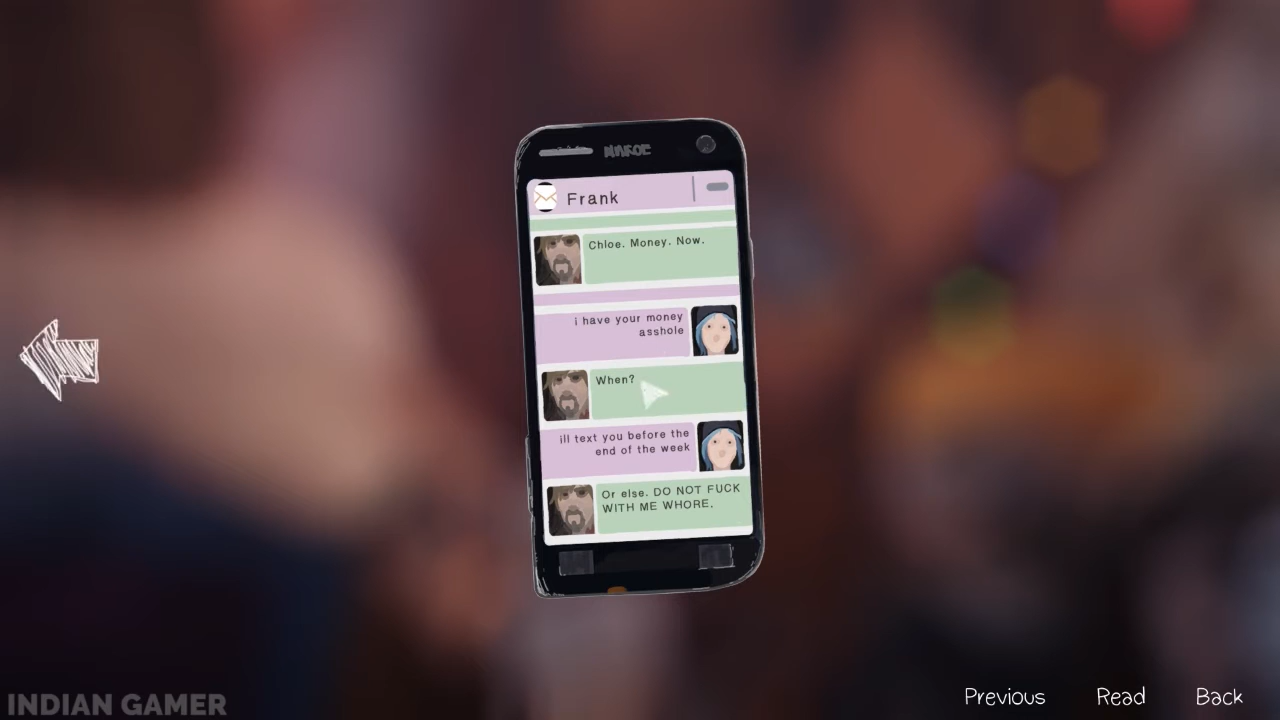 Frank
Chloe. Money. Now.
i have your money
asshole
When?
ill text you before the
end of the week
Or else. DO NOT FUCK
WITH ME WHORE.
INDIAN GAMER
Previous
Read
Back